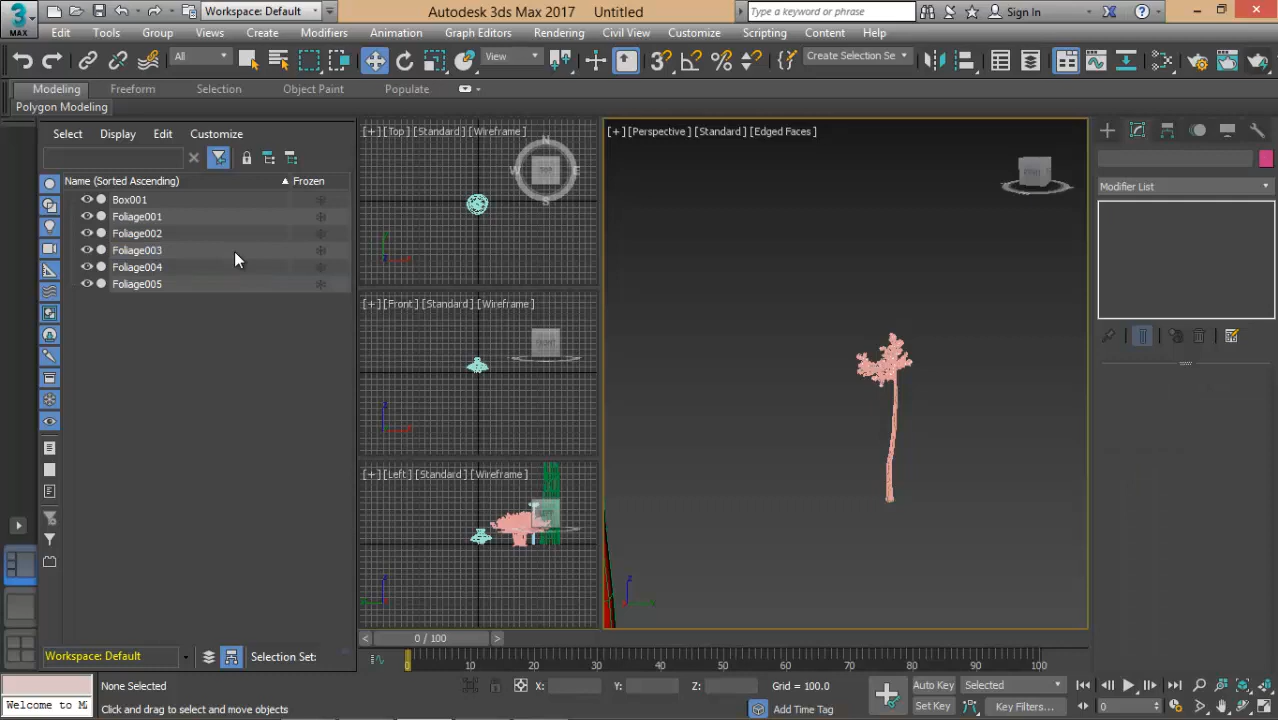 Workspace: Default
Autodesk 3ds Max 2017
Untitled
Type a keyword or phrase
Sign In
3
MAX
Edit
Tools
Group
Views
Create
Modifiers
Animation
Graph Editors
Rendering
Civil View
Customize
Scripting
Content
Help
All
View
Create Selection Se
Modeling
Freeform
Selection
Object Paint
Populate
Polygon Modeling
Select
Display
Edit
Customize
Name (Sorted Ascending)
Frozen
Box001
Foliage001
Foliage002
Foliage003
Foliage004
Foliage005
[+] [Top] [Standard] [Wireframe]
N
W
E
S
TOP
[+] [Front] [Standard] [Wireframe]
FRONT
[+] [Left] [Standard] [Wireframe]
[+] [Perspective] [Standard] [Edged Faces]
Modifier List
Workspace: Default
Selection Set:
< 0 / 100 >
0
10
20
30
40
50
60
70
80
90
100
None Selected
X:
Y:
Z:
Grid = 100.0
Auto Key
Selected
Welcome to M
Click and drag to select and move objects
Add Time Tag
Set Key
Key Filters...
0